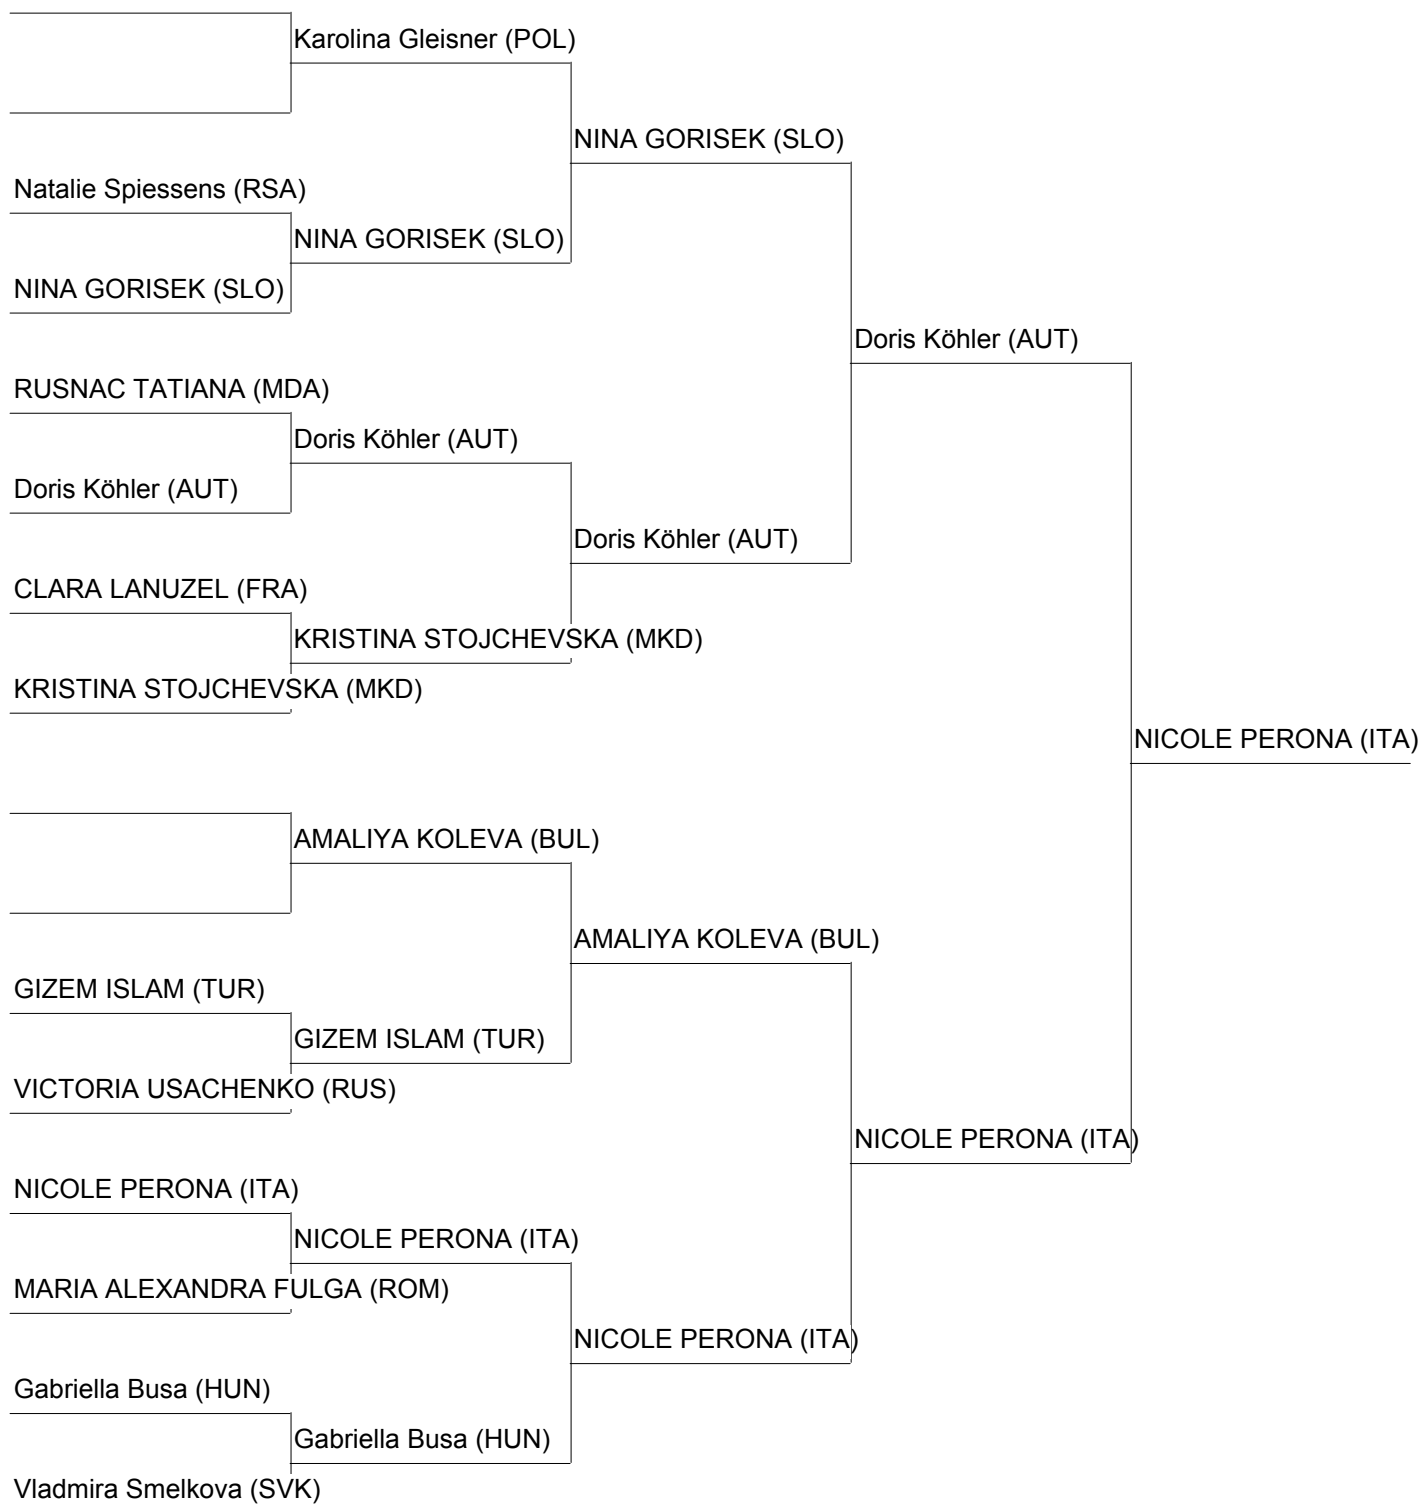 Karolina Gleisner (POL)
NINA GORISEK (SLO)
Natalie Spiessens (RSA)
NINA GORISEK (SLO)
NINA GORISEK (SLO)
Doris Köhler (AUT)
RUSNAC TATIANA (MDA)
Doris Köhler (AUT)
Doris Köhler (AUT)
Doris Köhler (AUT)
CLARA LANUZEL (FRA)
KRISTINA STOJCHEVSKA (MKD)
KRISTINA STOJCHEVSKA (MKD)
NICOLE PERONA (ITA)
AMALIYA KOLEVA (BUL)
AMALIYA KOLEVA (BUL)
GIZEM ISLAM (TUR)
GIZEM ISLAM (TUR)
VICTORIA USACHENKO (RUS)
NICOLE PERONA (ITA)
NICOLE PERONA (ITA)
NICOLE PERONA (ITA)
MARIA ALEXANDRA FULGA (ROM)
NICOLE PERONA (ITA)
Gabriella Busa (HUN)
Gabriella Busa (HUN)
Vladmira Smelkova (SVK)